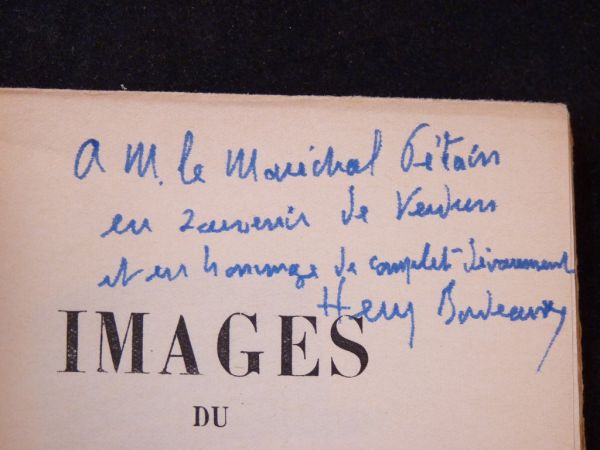 A M. le Maréchal Pétain
en souvenir de Verdun
et en hommage de complet dévouement
Henry Bordeaux
IMAGES
DU